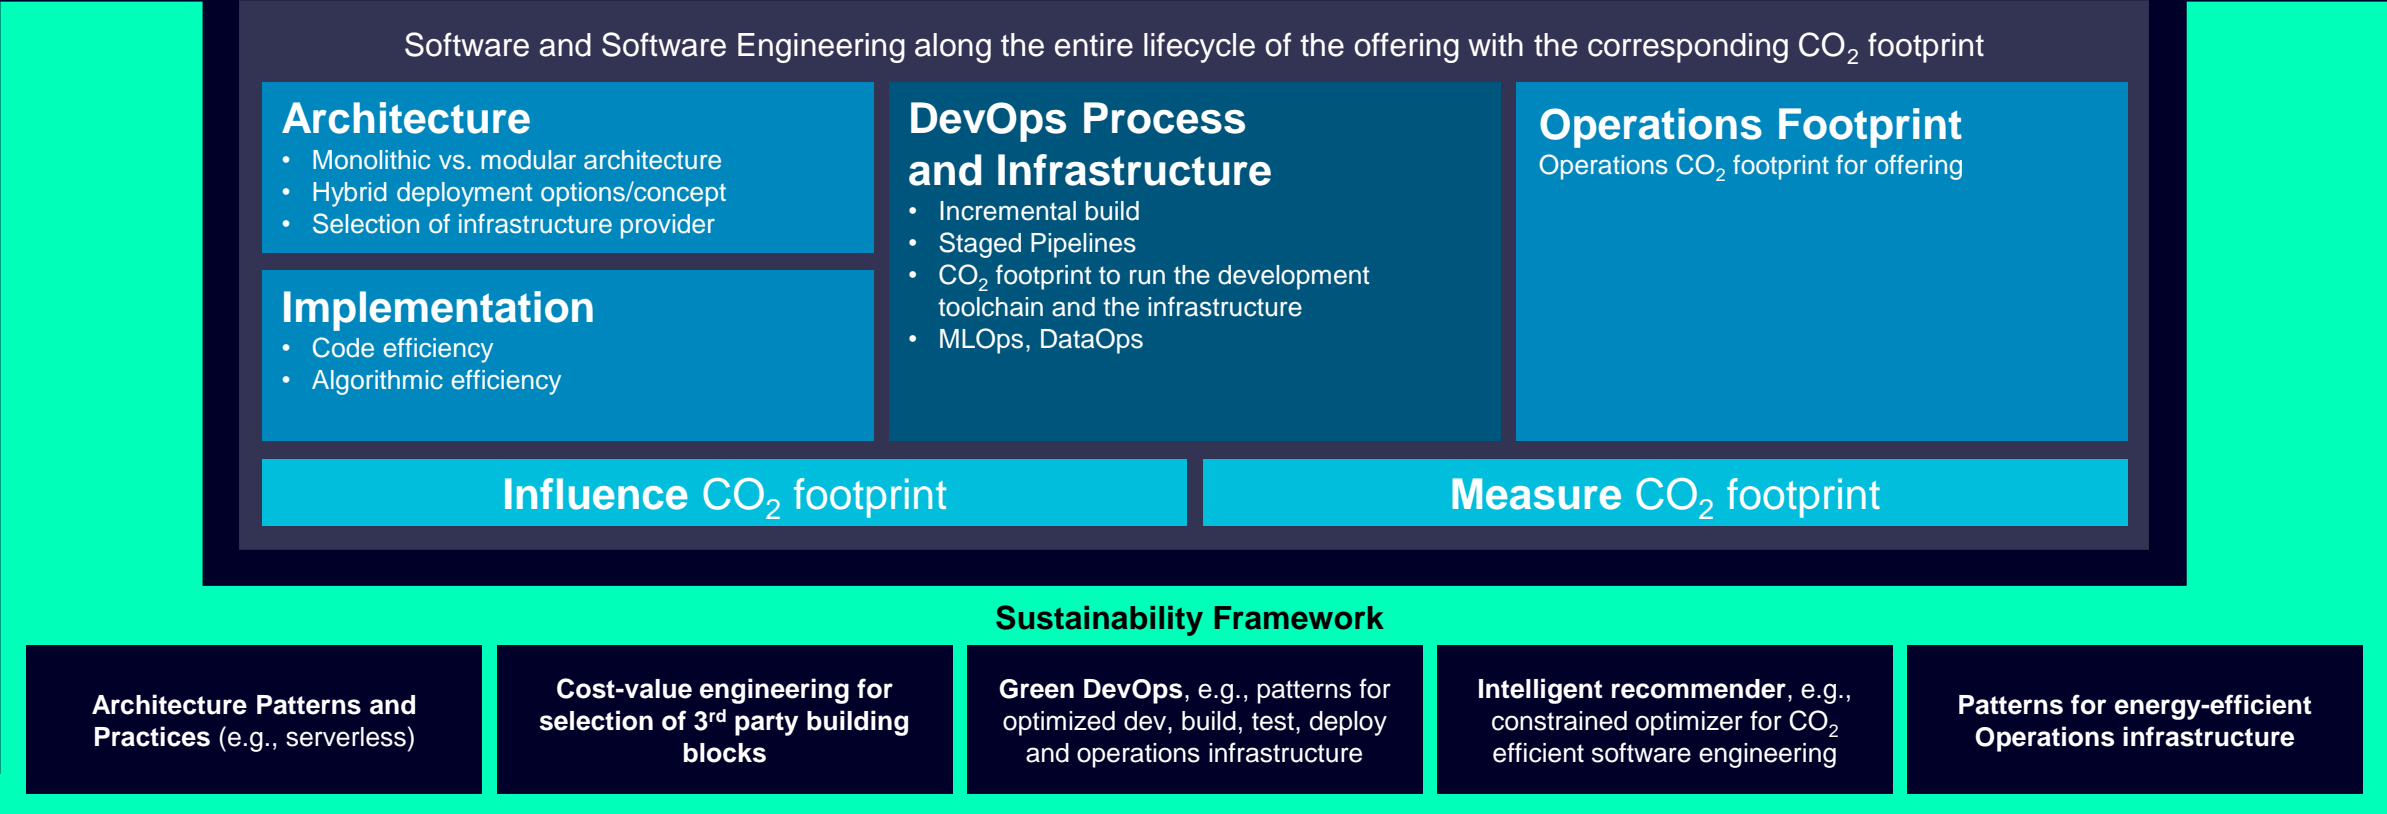 Software and Software Engineering along the entire lifecycle of the offering with the corresponding CO₂ footprint
Architecture
• Monolithic vs. modular architecture
• Hybrid deployment options/concept
• Selection of infrastructure provider
Implementation
• Code efficiency
• Algorithmic efficiency
DevOps Process
and Infrastructure
• Incremental build
• Staged Pipelines
• CO₂ footprint to run the development
toolchain and the infrastructure
• MLOps, DataOps
Operations Footprint
Operations CO₂ footprint for offering
Influence CO₂ footprint
Measure CO₂ footprint
Sustainability Framework
Architecture Patterns and
Practices (e.g., serverless)
Cost-value engineering for
selection of 3rd party building
blocks
Green DevOps, e.g., patterns for
optimized dev, build, test, deploy
and operations infrastructure
Intelligent recommender, e.g.,
constrained optimizer for CO₂
efficient software engineering
Patterns for energy-efficient
Operations infrastructure